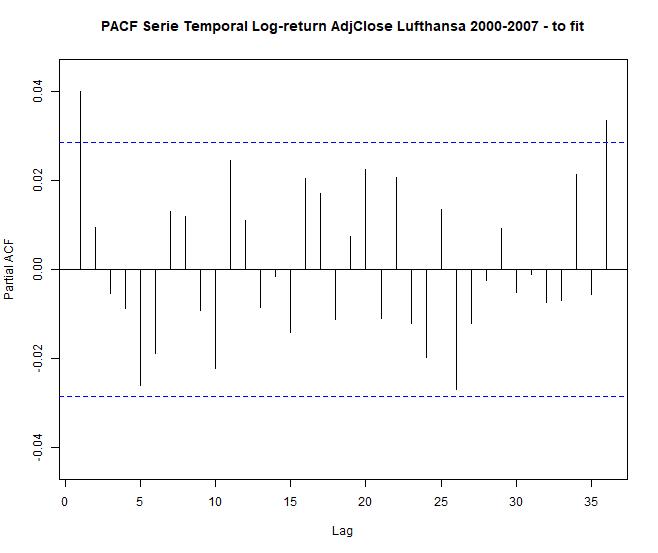 PACF Serie Temporal Log-return AdjClose Lufthansa 2000-2007 - to fit
0.04
0.02
0.00
-0.02
-0.04
Partial ACF
0 5 10 15 20 25 30 35
Lag